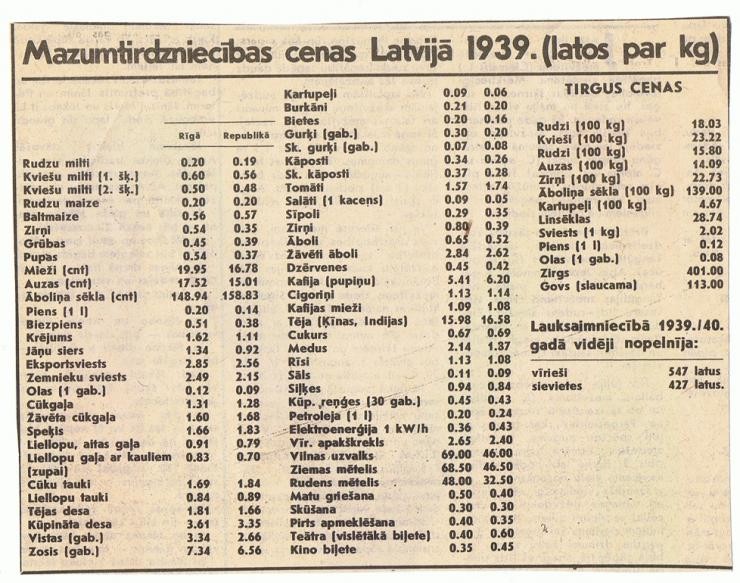 Mazumtirdzniecības cenas Latvijā 1939. (latos par kg)
Rīgā Republikā
Rudzu milti 0.20 0.19
Kviešu milti (1. šķ.) 0.60 0.56
Kviešu milti (2. šķ.) 0.50 0.48
Rudzu maize 0.20 0.20
Baltmaize 0.56 0.57
Zirņi 0.54 0.35
Grūbas 0.45 0.39
Pupas 0.54 0.37
Mieži (cnt) 19.95 16.78
Auzas (cnt) 17.52 15.01
Āboliņa sēkla (cnt) 148.94 158.83
Piens (1 l) 0.20 0.14
Biezpiens 0.51 0.38
Krējums 1.62 1.11
Jāņu siers 1.34 0.92
Eksportsviests 2.85 2.56
Zemnieku sviests 2.49 2.15
Olas (1 gab.) 0.12 0.09
Cūkgaļa 1.31 1.28
Žāvēta cūkgaļa 1.60 1.68
Speķis 1.66 1.83
Liellopu, aitas gaļa 0.91 0.79
Liellopu gaļa ar kauliem 0.83 0.70
(zupai)
Cūku tauki 1.69 1.84
Liellopu tauki 0.84 0.89
Tējas desa 1.81 1.66
Kūpināta desa 3.61 3.35
Vistas (gab.) 3.34 2.66
Zosis (gab.) 7.34 6.56
Kartupeļi 0.09 0.06
Burkāni 0.21 0.20
Bietes 0.20 0.16
Gurķi (gab.) 0.30 0.20
Sk. gurķi (gab.) 0.07 0.08
Kāposti 0.34 0.26
Sk. kāposti 0.37 0.28
Tomāti 1.57 1.74
Salāti (1 kacens) 0.09 0.05
Sīpoli 0.29 0.35
Zirņi 0.80 0.39
Āboli 0.65 0.52
Žāvēti āboli 2.84 2.62
Dzērvenes 0.45 0.42
Kafija (pupiņu) 5.41 6.20
Cigoriņi 1.13 1.14
Kafijas mieži 1.09 1.08
Tēja (Ķīnas, Indijas) 15.98 16.58
Cukurs 0.67 0.69
Medus 2.14 1.87
Rīsi 1.13 1.08
Sāls 0.11 0.09
Siļķes 0.94 0.84
Kūp. reņģes (30 gab.) 0.45 0.43
Petroleja (1 l) 0.20 0.24
Elektroenerģija 1 kW/h 0.36 0.43
Vīr. apakškrekls 2.65 2.40
Vilnas uzvalks 69.00 46.00
Ziemas mētelis 68.50 46.50
Rudens mētelis 48.00 32.50
Matu griešana 0.50 0.40
Skūšana 0.30 0.30
Pirts apmeklēšana 0.40 0.35
Teātra (vislētākā biļete) 0.40 0.60
Kino biļete 0.35 0.45
TIRGUS CENAS
Rudzi (100 kg) 18.03
Kvieši (100 kg) 23.22
Rudzi (100 kg) 15.80
Auzas (100 kg) 14.09
Zirņi (100 kg) 22.73
Āboliņa sēkla (100 kg) 139.00
Kartupeļi (100 kg) 4.67
Linsēklas 28.74
Sviests (1 kg) 2.02
Piens (1 l) 0.12
Olas (1 gab.) 0.08
Zirgs 401.00
Govs (slaucama) 113.00
Lauksaimniecībā 1939./40.
gadā vidēji nopelnīja:
vīrieši 547 latus
sievietes 427 latus.